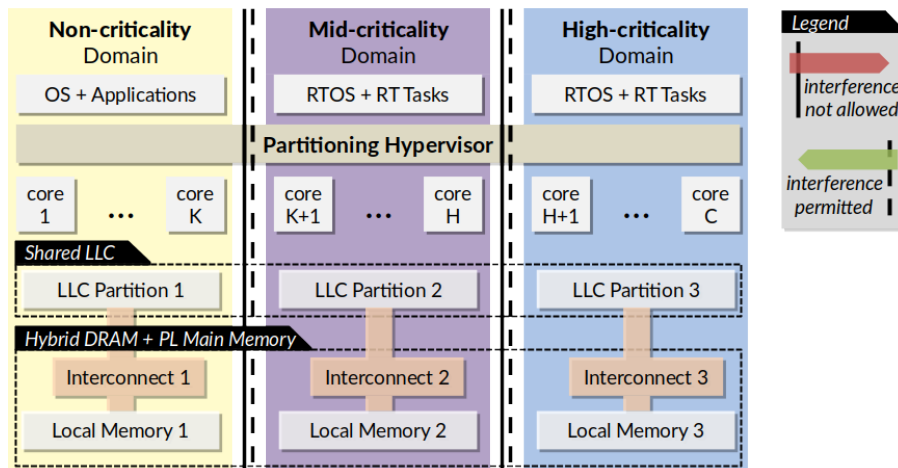 Non-criticality
Domain
OS + Applications
Mid-criticality
Domain
RTOS + RT Tasks
High-criticality
Domain
RTOS + RT Tasks
Partitioning Hypervisor
core
1
...
core
K
core
K+1
...
core
H
core
H+1
...
core
C
Shared LLC
LLC Partition 1
LLC Partition 2
LLC Partition 3
Hybrid DRAM + PL Main Memory
Interconnect 1
Interconnect 2
Interconnect 3
Local Memory 1
Local Memory 2
Local Memory 3
Legend
interference
not allowed
interference
permitted